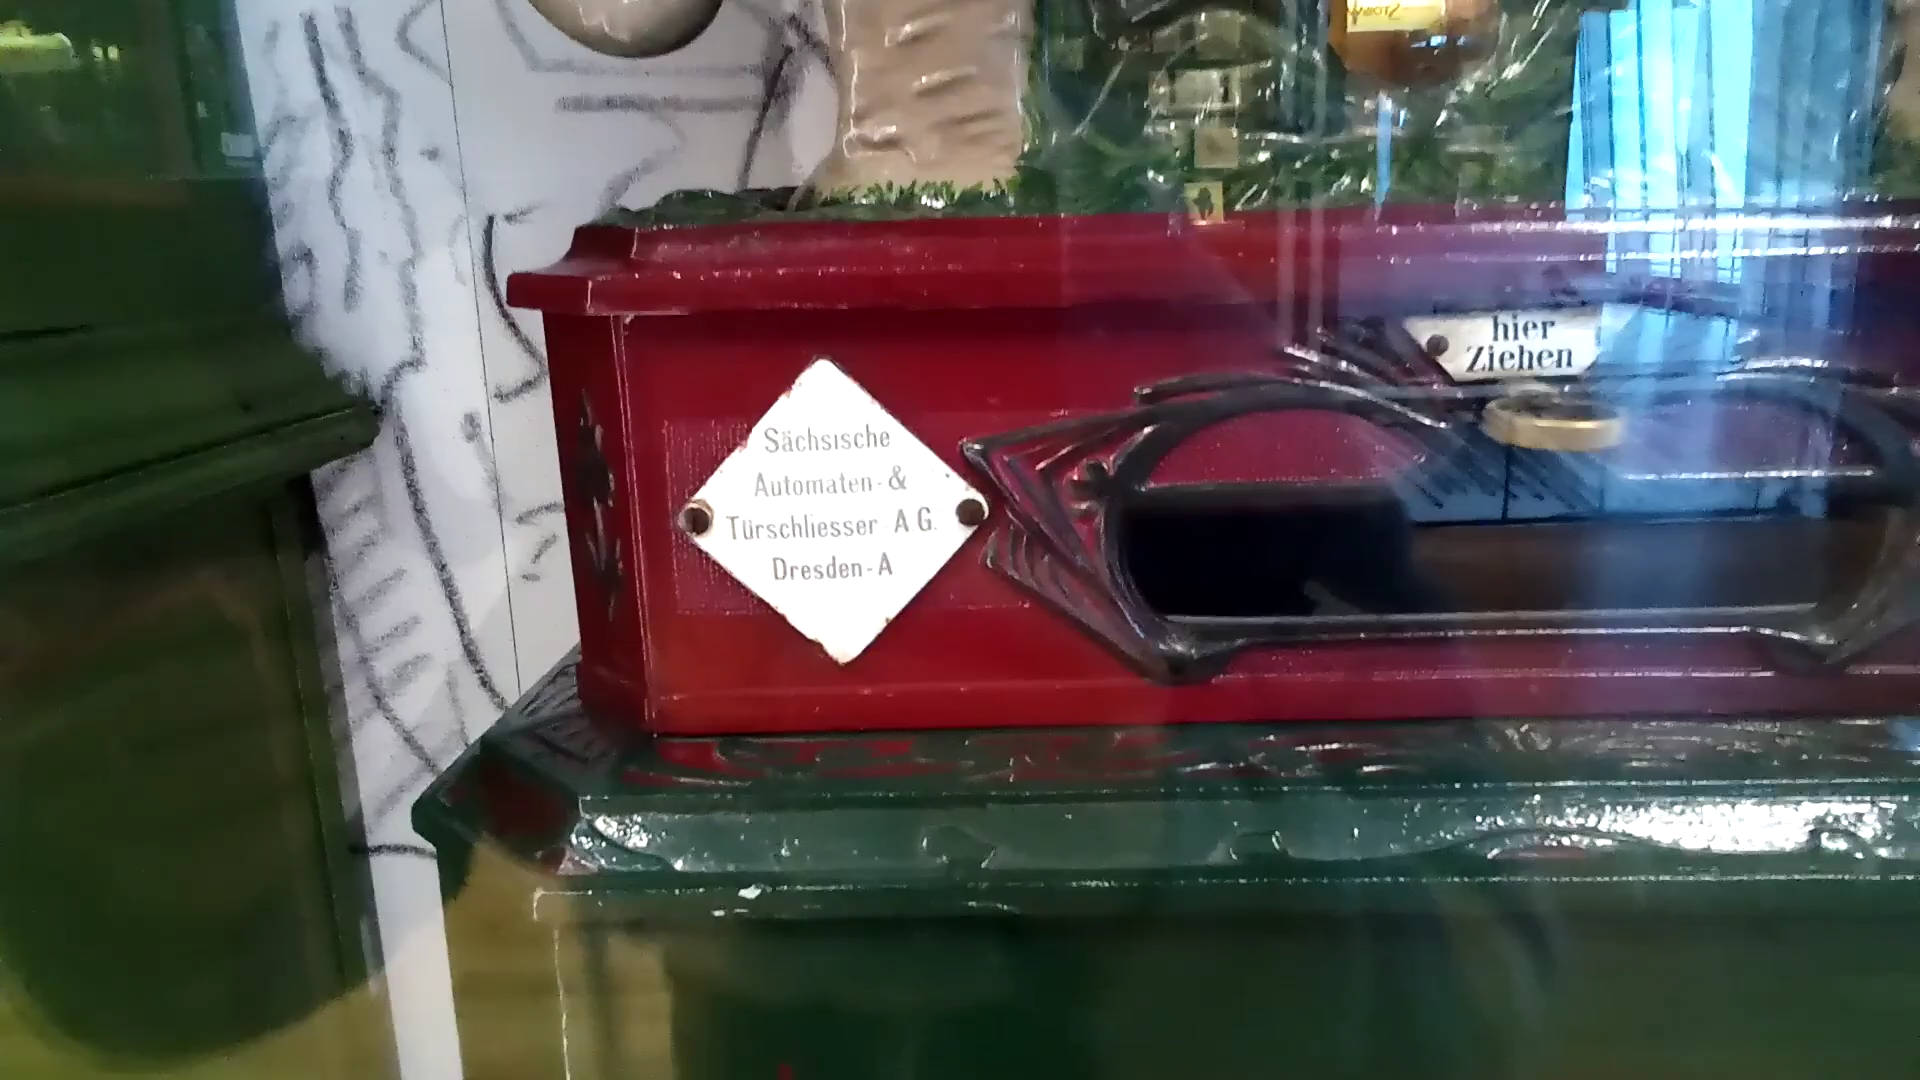 hier
Ziehen
Sächsische
Automaten-&
Türschliesser-A G.
Dresden-A